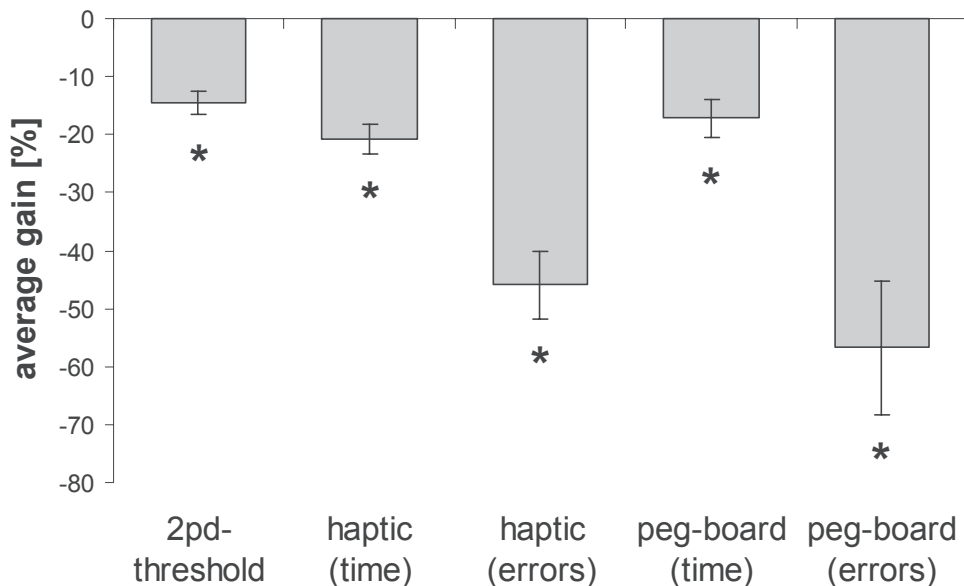 average gain [%]
0
-10
-20
-30
-40
-50
-60
-70
-80
*
*
*
*
*
2pd-
threshold
haptic
(time)
haptic
(errors)
peg-board
(time)
peg-board
(errors)